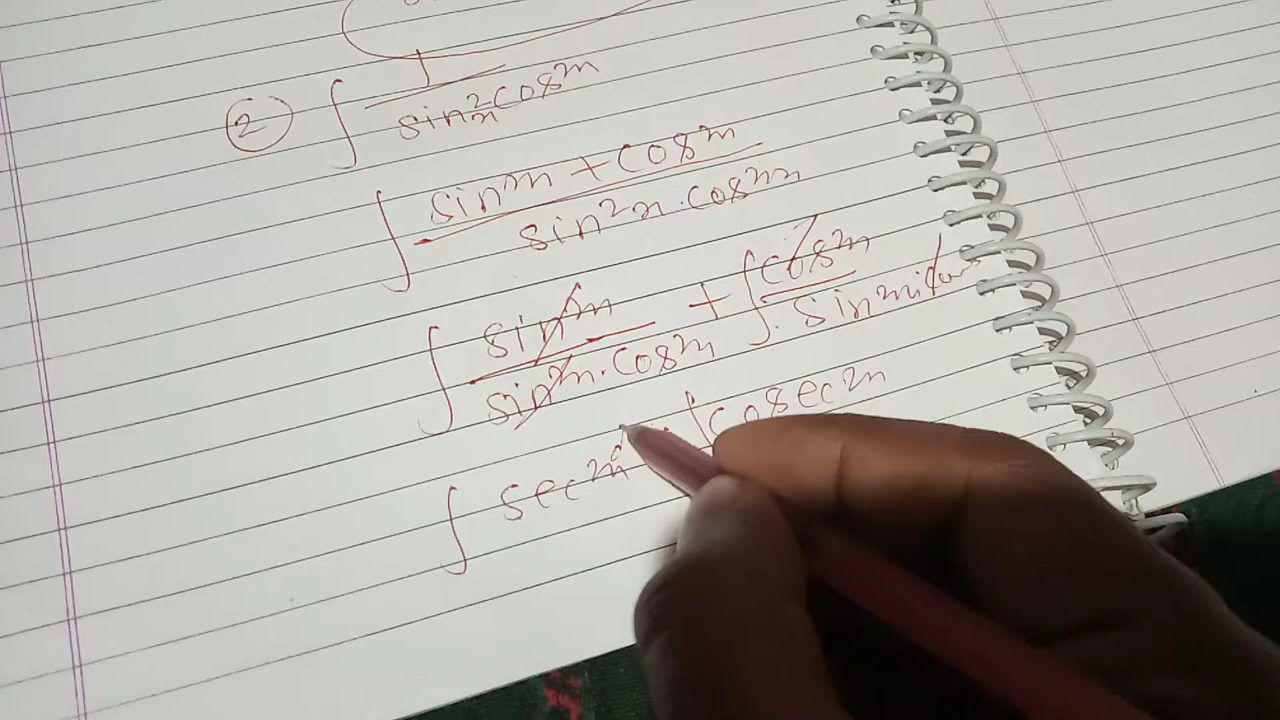 ② ∫ 1 / sin²x cos²x
∫ sin²x + cos²x / sin²x · cos²x
∫ sin²x / sin²x · cos²x + ∫ cos²x / sin²x
∫ sec²x ∫ cosec²x